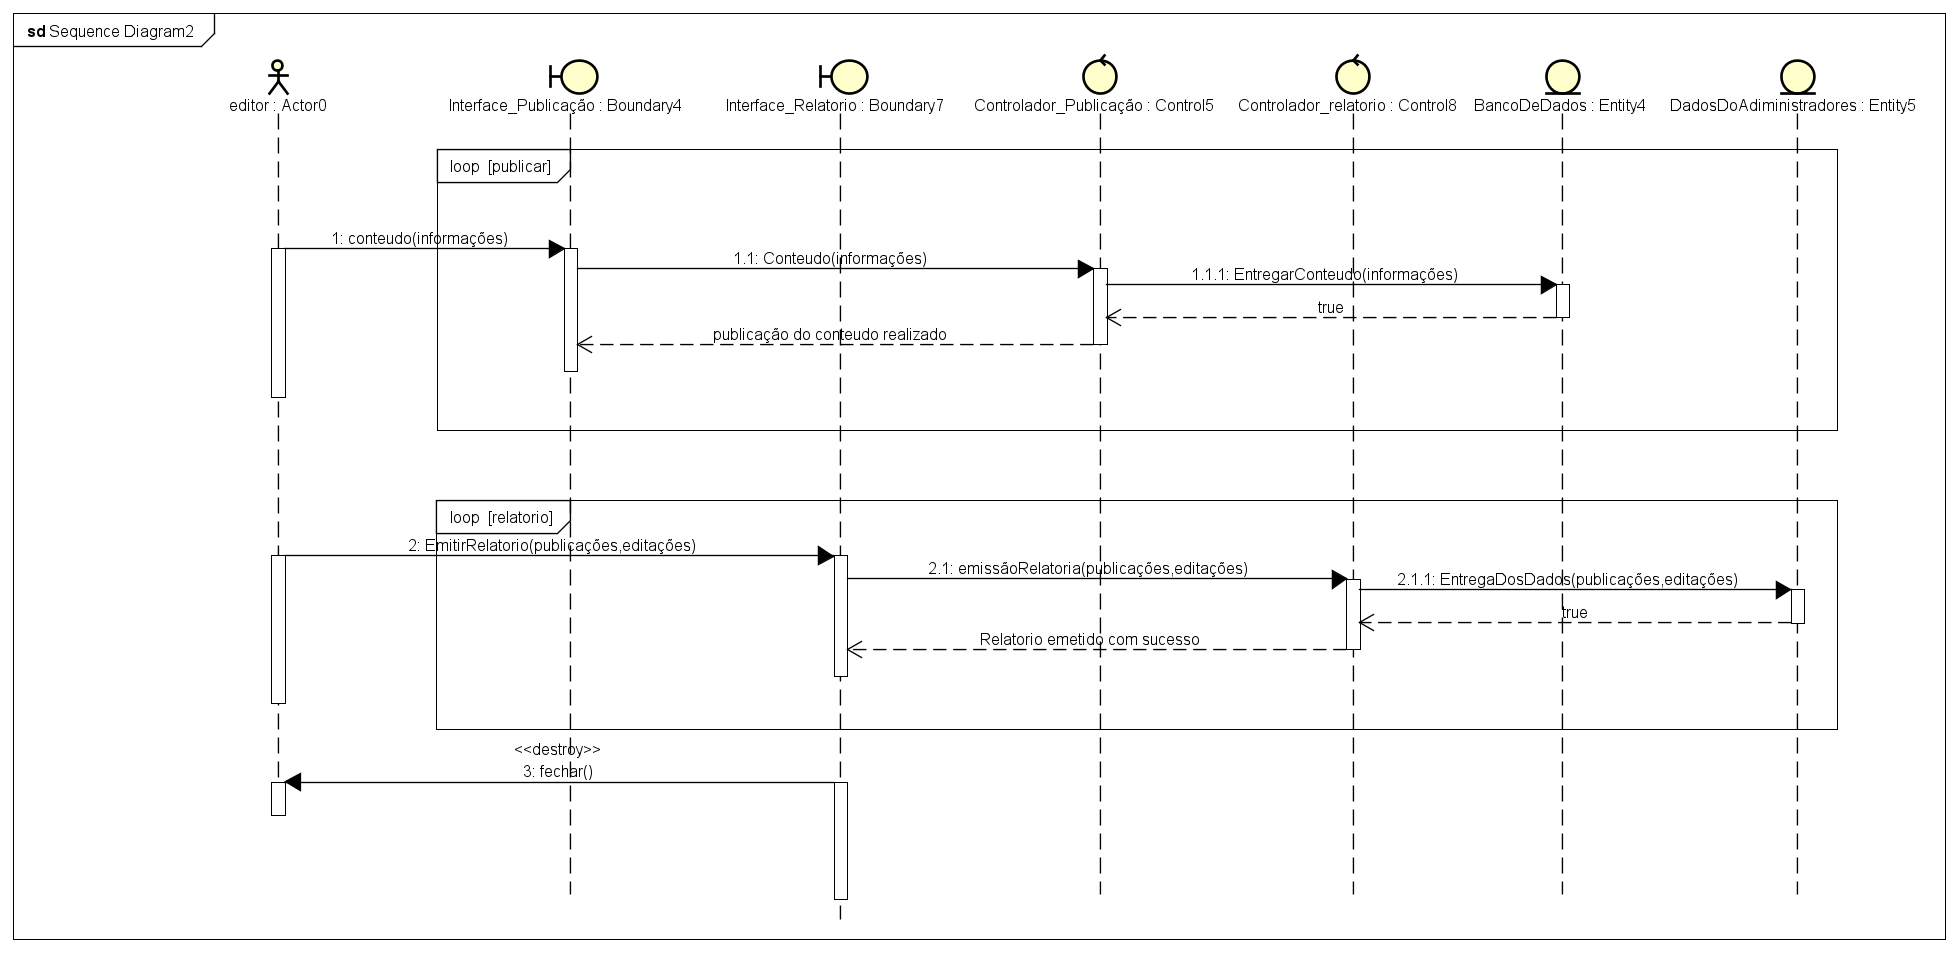 sd Sequence Diagram2
editor : Actor0
Interface_Publicação : Boundary4
Interface_Relatorio : Boundary7
Controlador_Publicação : Control5
Controlador_relatorio : Control8
BancoDeDados : Entity4
DadosDoAdiministradores : Entity5
loop [publicar]
1: conteudo(informações)
1.1: Conteudo(informações)
1.1.1: EntregarConteudo(informações)
true
publicação do conteudo realizado
loop [relatorio]
2: EmitirRelatorio(publicações,editações)
2.1: emissãoRelatoria(publicações,editações)
2.1.1: EntregaDosDados(publicações,editações)
true
Relatorio emetido com sucesso
<<destroy>>
3: fechar()